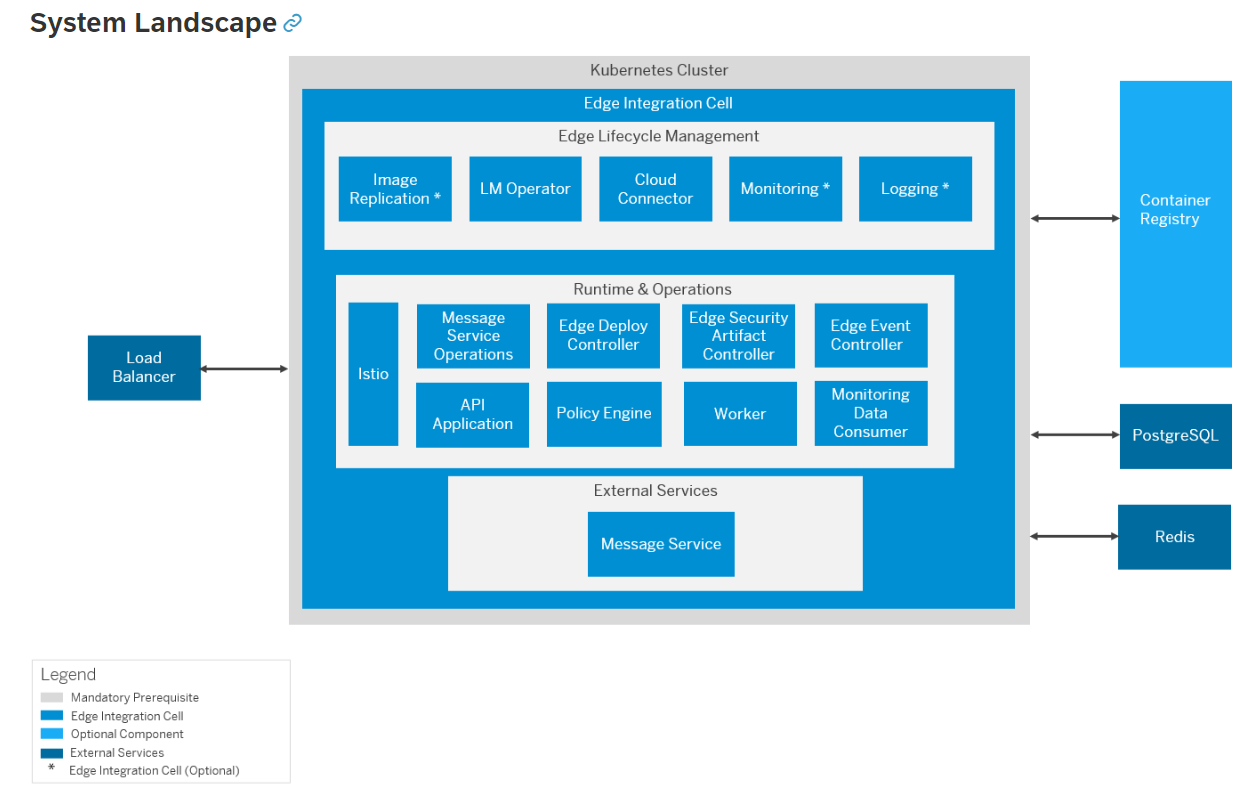 System Landscape
Kubernetes Cluster
Edge Integration Cell
Edge Lifecycle Management
Image
Replication *
LM Operator
Cloud
Connector
Monitoring *
Logging *
Container
Registry
Runtime & Operations
Istio
Message
Service
Operations
Edge Deploy
Controller
Edge Security
Artifact
Controller
Edge Event
Controller
API
Application
Policy Engine
Worker
Monitoring
Data
Consumer
Load
Balancer
PostgreSQL
External Services
Message Service
Redis
Legend
Mandatory Prerequisite
Edge Integration Cell
Optional Component
External Services
* Edge Integration Cell (Optional)